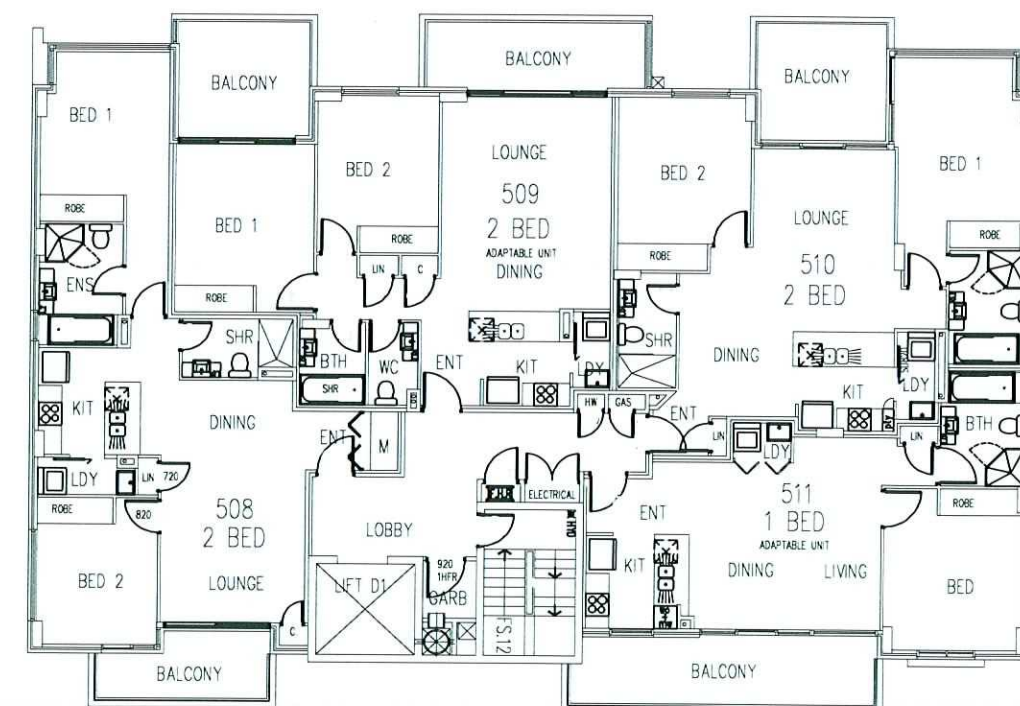 BALCONY
BALCONY
BALCONY
BED 1
BED 2
LOUNGE
509
2 BED
ADAPTABLE UNIT
DINING
BED 2
LOUNGE
510
2 BED
BED 1
BED 1
ROBE
ROBE
ROBE
ROBE
ROBE
ENS
LIN
C
SHR
BTH
SHR
WC
ENT
KIT
LDY
SHR
DINING
KIT
LDY
HW
GAS
ENT
LIN
BTH
LIN
KIT
DINING
ENT
M
LDY
LIN
720
820
ROBE
508
2 BED
LOUNGE
BED 2
C
BALCONY
LOBBY
LIFT D1
920
1HFR
GARB
F.H.R
ELECTRICAL
HYD
FS.12
ENT
KIT
LDY
511
1 BED
ADAPTABLE UNIT
DINING
LIVING
ROBE
BED
BALCONY